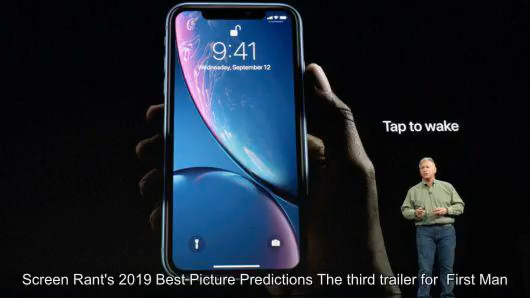 9:41
Wednesday, September 12
Tap to wake
Screen Rant's 2019 Best Picture Predictions The third trailer for First Man